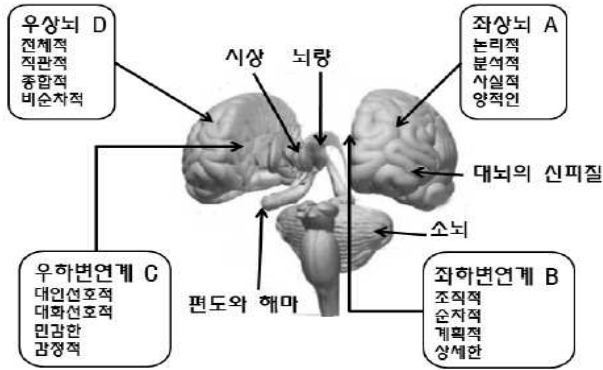 우상뇌 D
전체적
직관적
종합적
비순차적
시상
뇌량
좌상뇌 A
논리적
분석적
사실적
양적인
대뇌의 신피질
소뇌
편도와 해마
우하변연계 C
대인선호적
대화선호적
민감한
감정적
좌하변연계 B
조직적
순차적
계획적
상세한